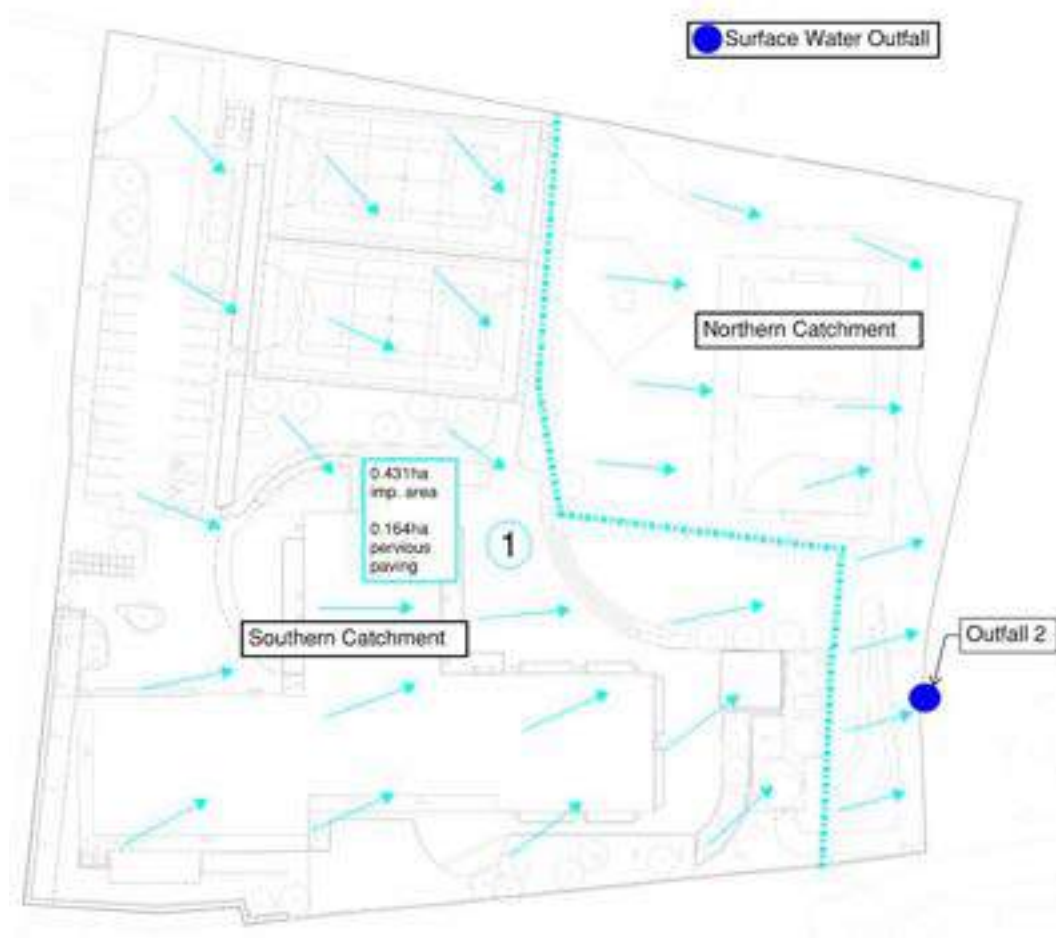 Surface Water Outfall
Northern Catchment
0.431ha
imp. area
0.164ha
pervious
paving
1
Southern Catchment
Outfall 2